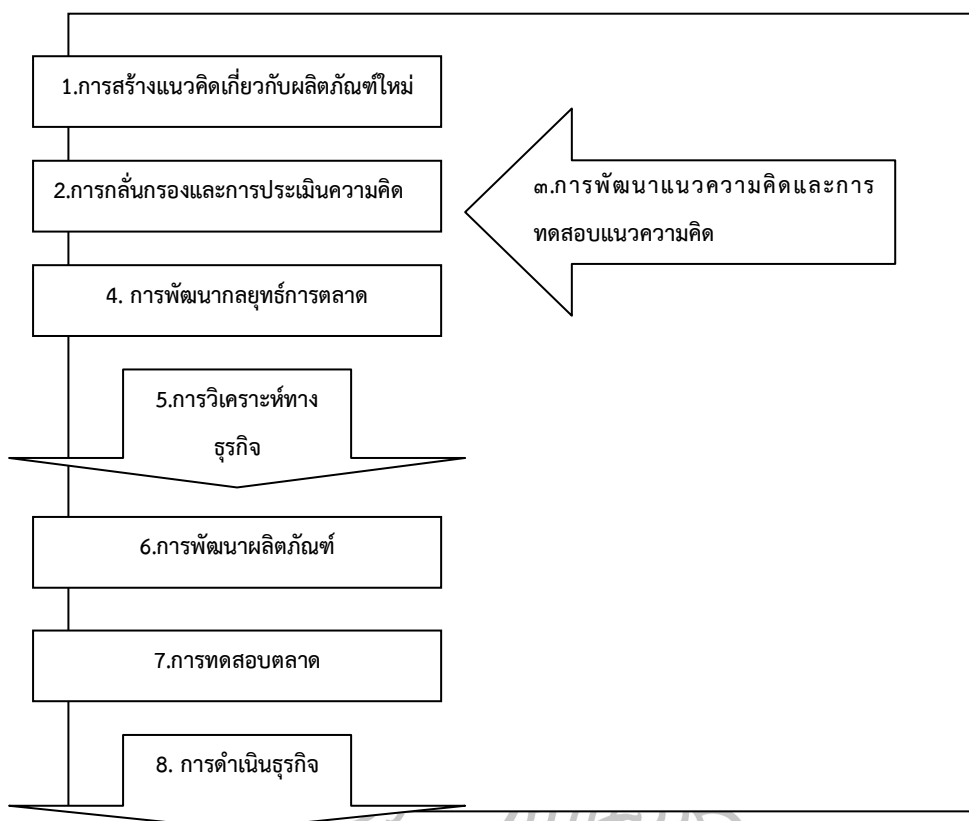 1.การสร้างแนวคิดเกี่ยวกับผลิตภัณฑ์ใหม่
2.การกลั่นกรองและการประเมินความคิด
๓.การพัฒนาแนวความคิดและการ
ทดสอบแนวความคิด
4. การพัฒนากลยุทธ์การตลาด
5.การวิเคราะห์ทาง
ธุรกิจ
6.การพัฒนาผลิตภัณฑ์
7.การทดสอบตลาด
8. การดำเนินธุรกิจ